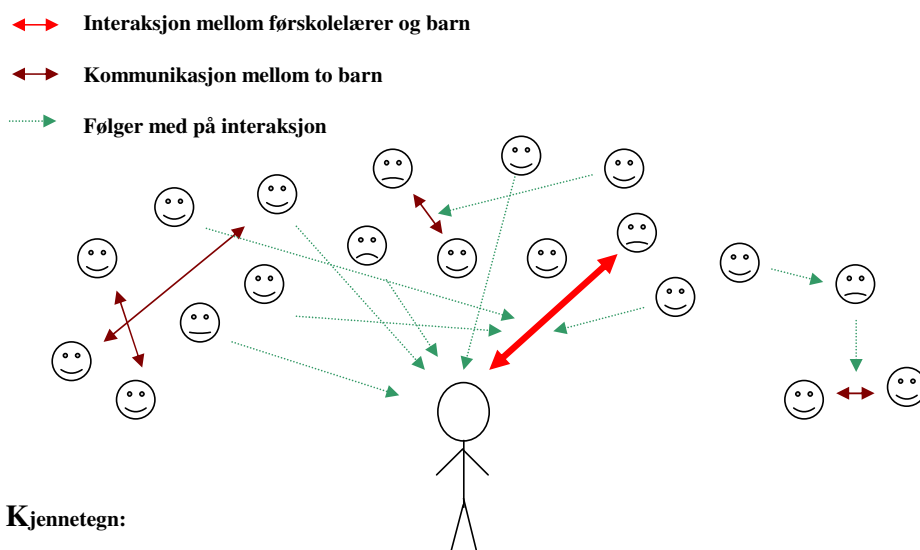 Interaksjon mellom førskolelærer og barn
Kommunikasjon mellom to barn
Følger med på interaksjon
Kjennetegn: